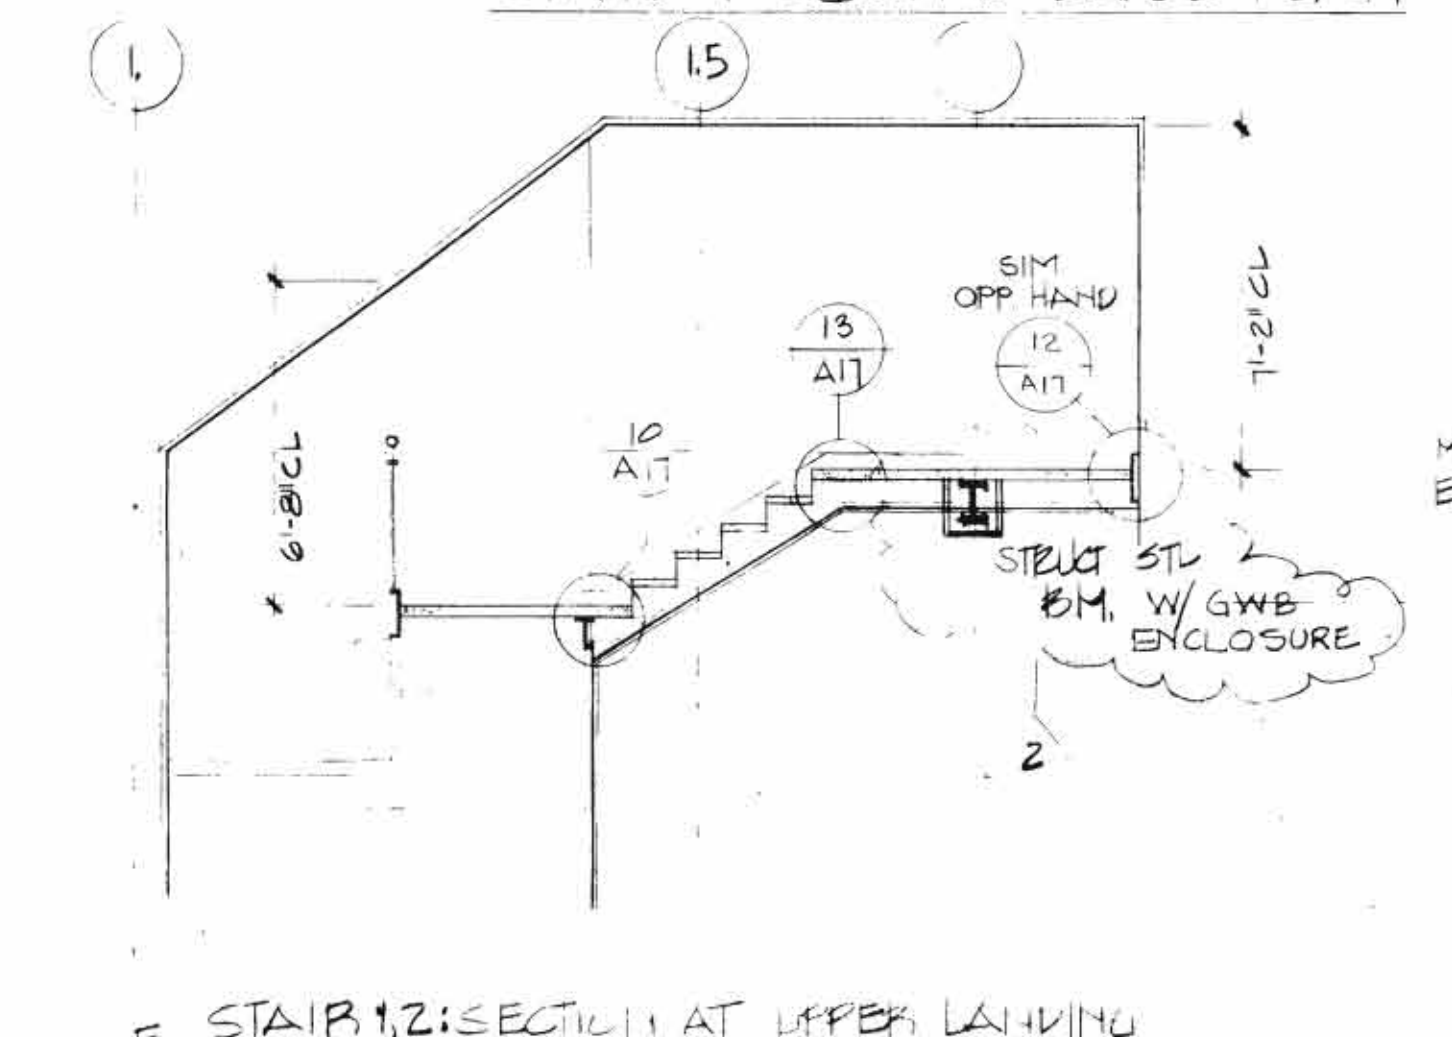 1.
1.5
SIM
OPP HAND
13
A17
12
A17
7'-2" CL
10
A17
6'-8" CL
STRUCT STL
BM. W/ GWB
ENCLOSURE
2
STAIR 1,2: SECTION AT UPPER LANDING